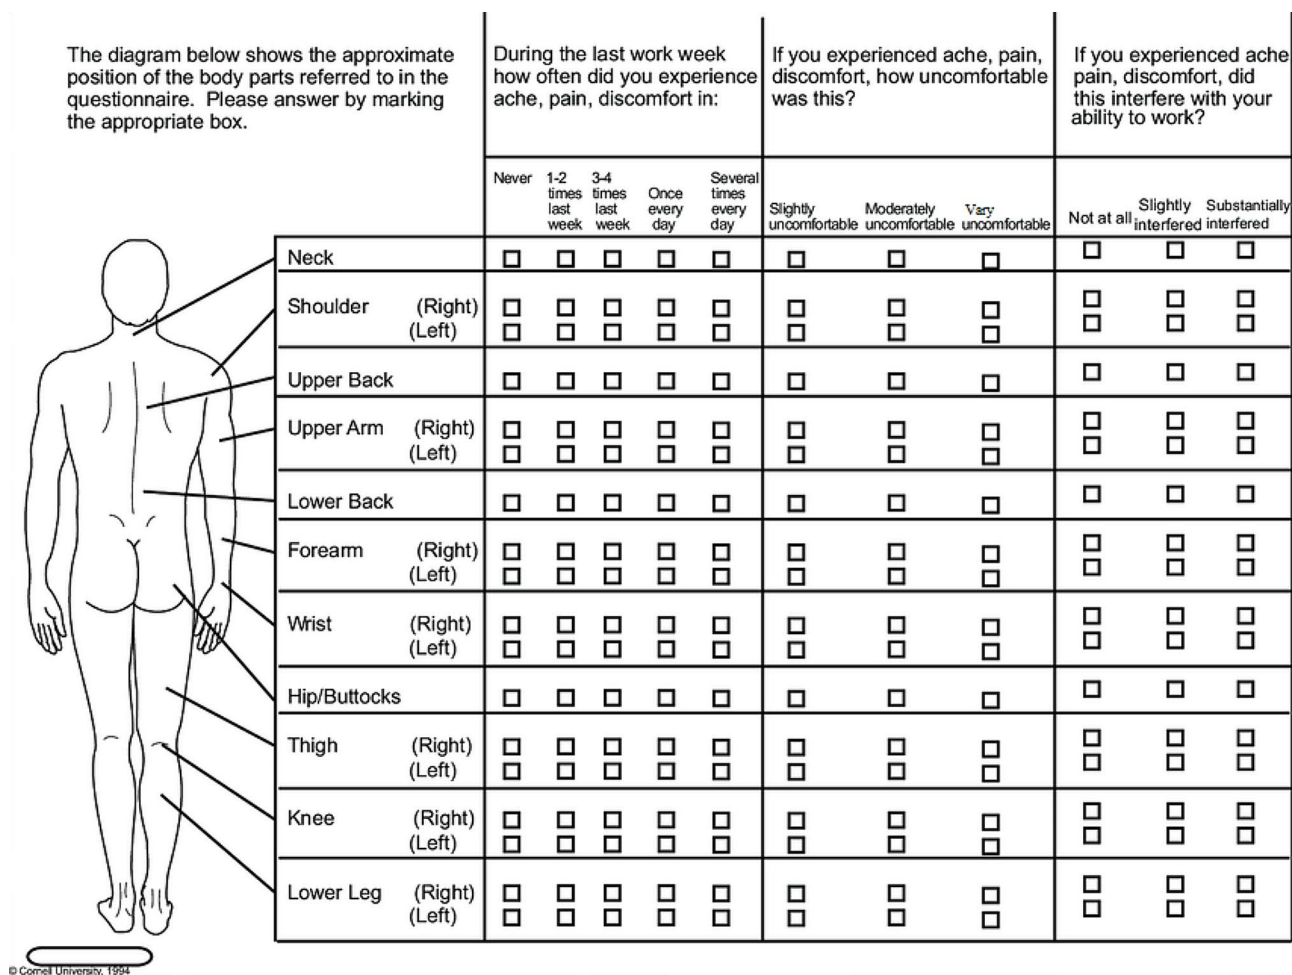 The diagram below shows the approximate
position of the body parts referred to in the
questionnaire. Please answer by marking
the appropriate box.
During the last work week
how often did you experience
ache, pain, discomfort in:
If you experienced ache, pain,
discomfort, how uncomfortable
was this?
If you experienced ache
pain, discomfort, did
this interfere with your
ability to work?
Never
1-2
times
last
week
3-4
times
last
week
Once
every
day
Several
times
every
day
Slightly
uncomfortable
Moderately
uncomfortable
Vary
uncomfortable
Not at all
Slightly
interfered
Substantially
interfered
Neck
Shoulder (Right)
(Left)
Upper Back
Upper Arm (Right)
(Left)
Lower Back
Forearm (Right)
(Left)
Wrist (Right)
(Left)
Hip/Buttocks
Thigh (Right)
(Left)
Knee (Right)
(Left)
Lower Leg (Right)
(Left)
© Cornell University, 1994